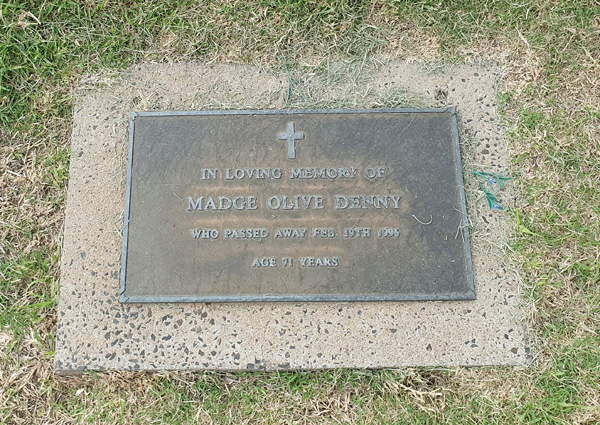 IN LOVING MEMORY OF
MADGE OLIVE DENNY
WHO PASSED AWAY FEB. 19TH 1996
AGE 71 YEARS